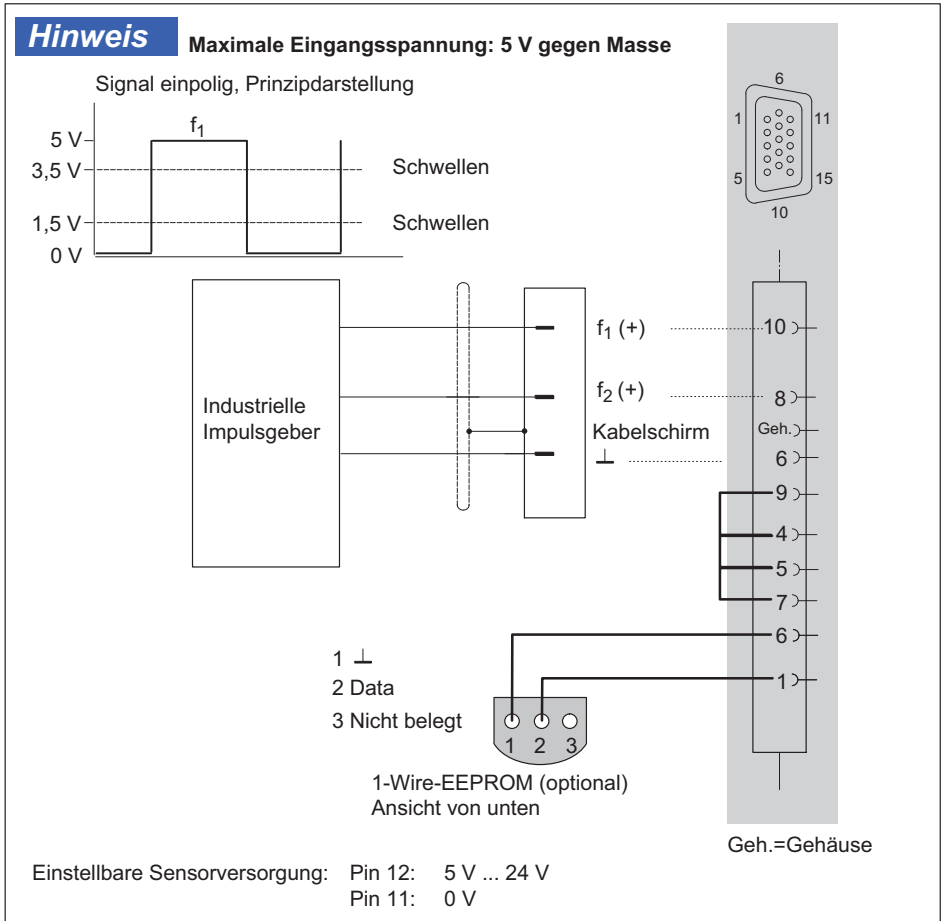 Hinweis
Maximale Eingangsspannung: 5 V gegen Masse
Signal einpolig, Prinzipdarstellung
f1
5 V
3,5 V
Schwellen
1,5 V
Schwellen
0 V
6
1
11
5
15
10
Industrielle
Impulsgeber
f1 (+)
10
f2 (+)
8
Kabelschirm
Geh.
⊥
6
9
4
5
7
6
1
1 ⊥
2 Data
3 Nicht belegt
1 2 3
1-Wire-EEPROM (optional)
Ansicht von unten
Geh.=Gehäuse
Einstellbare Sensorversorgung: Pin 12: 5 V ... 24 V
Pin 11: 0 V